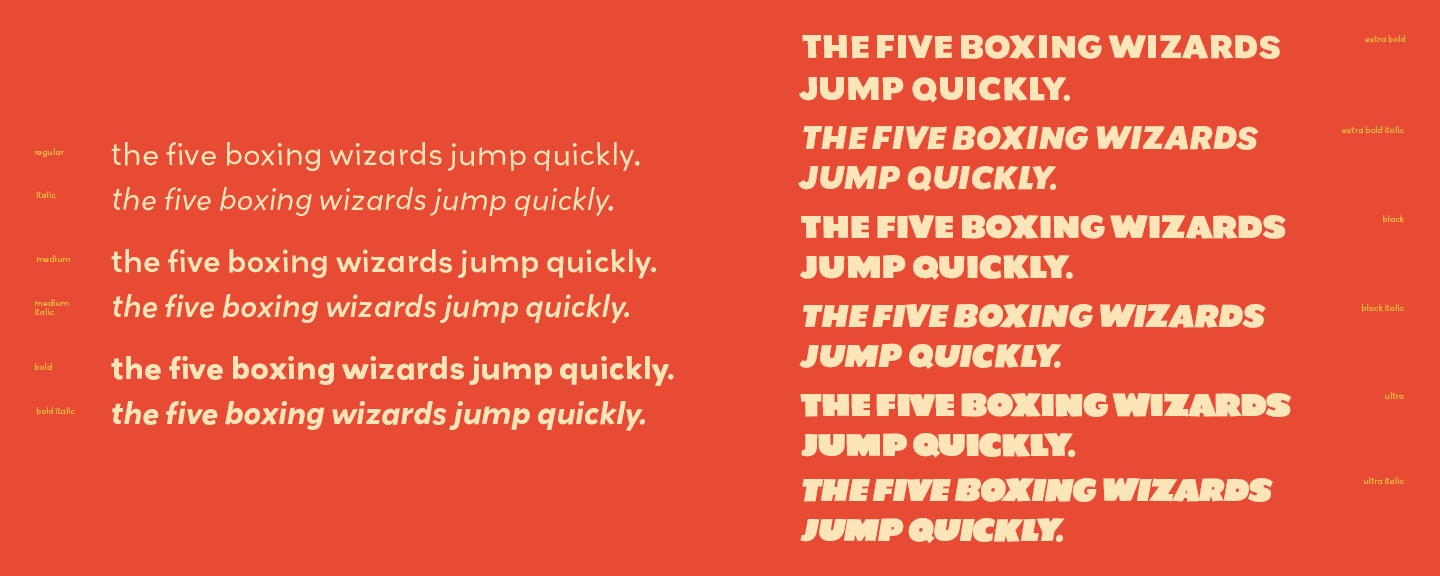 regular
the five boxing wizards jump quickly.
italic
the five boxing wizards jump quickly.
medium
the five boxing wizards jump quickly.
medium
italic
the five boxing wizards jump quickly.
bold
the five boxing wizards jump quickly.
bold italic
the five boxing wizards jump quickly.
THE FIVE BOXING WIZARDS
JUMP QUICKLY.
extra bold
THE FIVE BOXING WIZARDS
JUMP QUICKLY.
extra bold italic
THE FIVE BOXING WIZARDS
JUMP QUICKLY.
black
THE FIVE BOXING WIZARDS
JUMP QUICKLY.
black italic
THE FIVE BOXING WIZARDS
JUMP QUICKLY.
ultra
THE FIVE BOXING WIZARDS
JUMP QUICKLY.
ultra italic